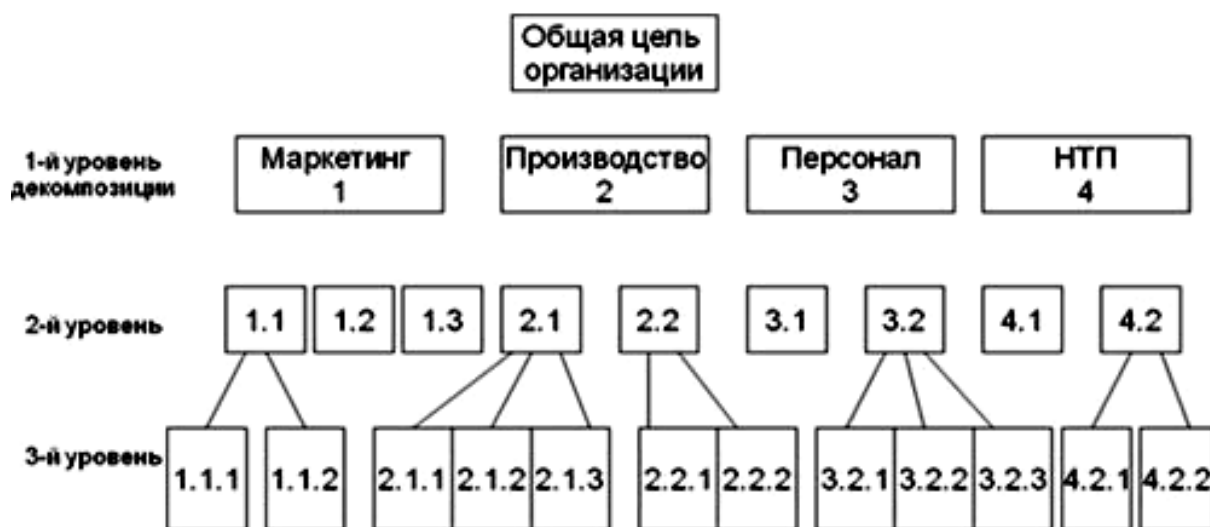 Общая цель
организации
1-й уровень
декомпозиции
Маркетинг
1
Производство
2
Персонал
3
НТП
4
2-й уровень
1.1
1.2
1.3
2.1
2.2
3.1
3.2
4.1
4.2
3-й уровень
1.1.1
1.1.2
2.1.1
2.1.2
2.1.3
2.2.1
2.2.2
3.2.1
3.2.2
3.2.3
4.2.1
4.2.2